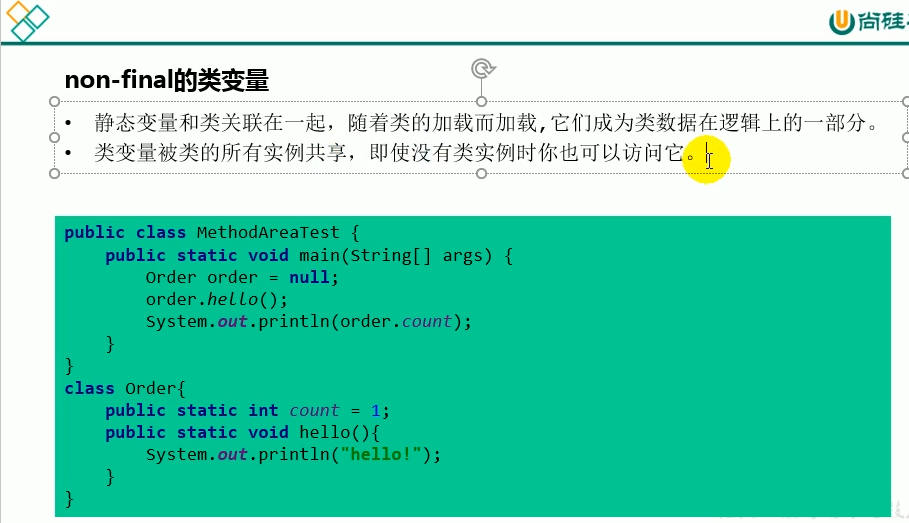 尚硅
non-final的类变量
• 静态变量和类关联在一起，随着类的加载而加载,它们成为类数据在逻辑上的一部分。
• 类变量被类的所有实例共享，即使没有类实例时你也可以访问它。
public class MethodAreaTest {
    public static void main(String[] args) {
        Order order = null;
        order.hello();
        System.out.println(order.count);
    }
}
class Order{
    public static int count = 1;
    public static void hello(){
        System.out.println("hello!");
    }
}